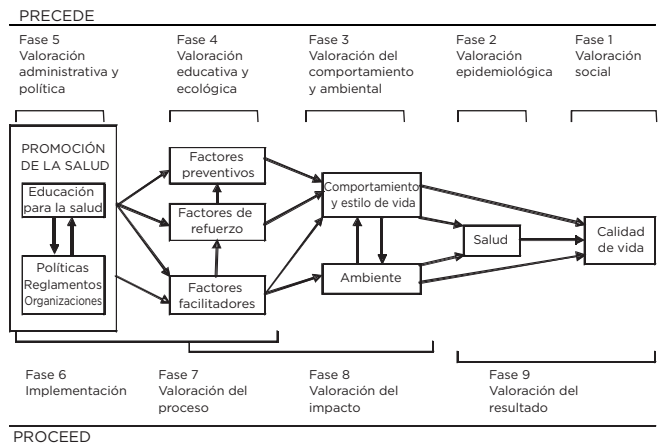 PRECEDE
Fase 5
Valoración
administrativa y
política
Fase 4
Valoración
educativa y
ecológica
Fase 3
Valoración del
comportamiento
y ambiental
Fase 2
Valoración
epidemiológica
Fase 1
Valoración
social
PROMOCIÓN
DE LA SALUD
Educación
para la salud
Políticas
Reglamentos
Organizaciones
Factores
preventivos
Factores de
refuerzo
Factores
facilitadores
Comportamiento
y estilo de vida
Ambiente
Salud
Calidad
de vida
Fase 6
Implementación
Fase 7
Valoración del
proceso
Fase 8
Valoración del
impacto
Fase 9
Valoración del
resultado
PROCEED